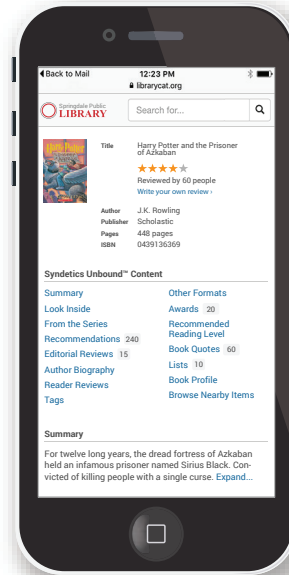 Back to Mail 12:23 PM
librarycat.org
Springdale Public
LIBRARY
Search for...
Harry Potter
Title Harry Potter and the Prisoner
of Azkaban
Reviewed by 60 people
Write your own review ›
Author J.K. Rowling
Publisher Scholastic
Pages 448 pages
ISBN 0439136369
Syndetics Unbound™ Content
Summary
Look Inside
From the Series
Recommendations 240
Editorial Reviews 15
Author Biography
Reader Reviews
Tags
Other Formats
Awards 20
Recommended
Reading Level
Book Quotes 60
Lists 10
Book Profile
Browse Nearby Items
Summary
For twelve long years, the dread fortress of Azkaban
held an infamous prisoner named Sirius Black. Con-
victed of killing people with a single curse. Expand...